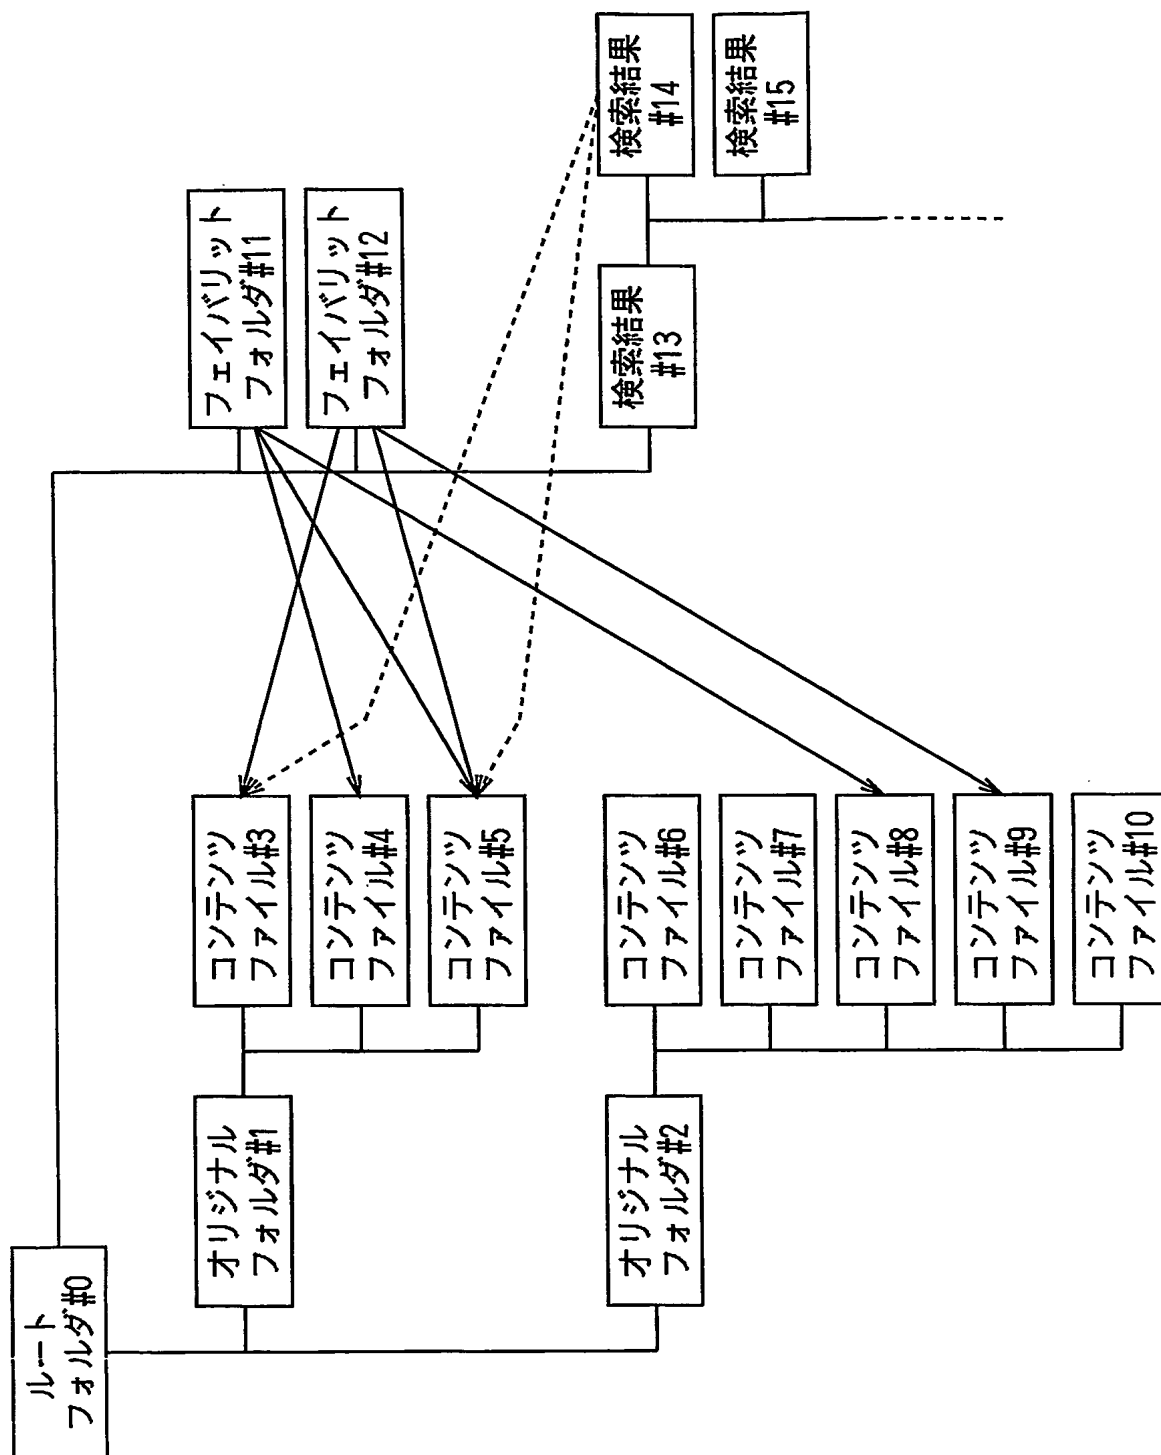 ルート
フォルダ#0
オリジナル
フォルダ#1
コンテンツ
ファイル#3
コンテンツ
ファイル#4
コンテンツ
ファイル#5
オリジナル
フォルダ#2
コンテンツ
ファイル#6
コンテンツ
ファイル#7
コンテンツ
ファイル#8
コンテンツ
ファイル#9
コンテンツ
ファイル#10
フェイバリット
フォルダ#11
フェイバリット
フォルダ#12
検索結果
#13
検索結果
#14
検索結果
#15